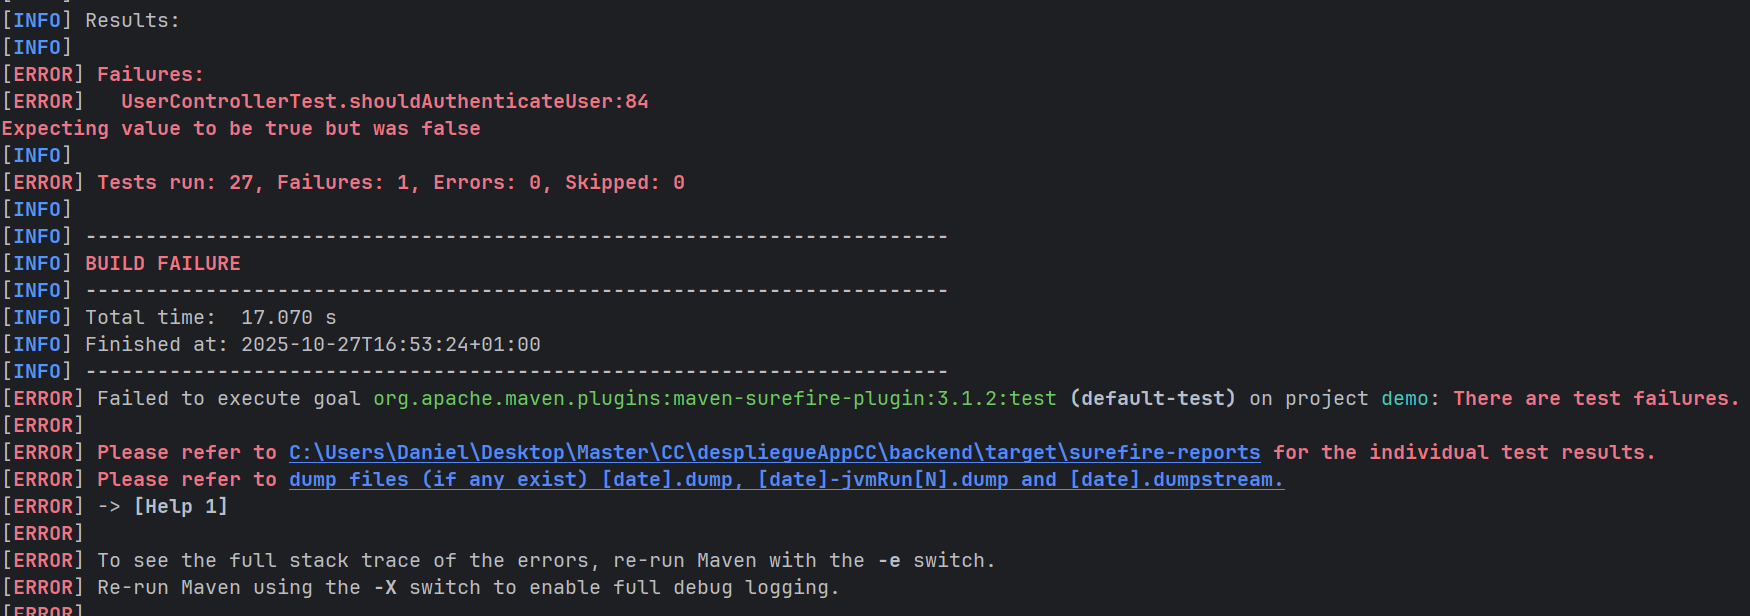 [INFO] Results:
[INFO]
[ERROR] Failures:
[ERROR]   UserControllerTest.shouldAuthenticateUser:84
Expecting value to be true but was false
[INFO]
[ERROR] Tests run: 27, Failures: 1, Errors: 0, Skipped: 0
[INFO]
[INFO] ------------------------------------------------------------------------
[INFO] BUILD FAILURE
[INFO] ------------------------------------------------------------------------
[INFO] Total time:  17.070 s
[INFO] Finished at: 2025-10-27T16:53:24+01:00
[INFO] ------------------------------------------------------------------------
[ERROR] Failed to execute goal org.apache.maven.plugins:maven-surefire-plugin:3.1.2:test (default-test) on project demo: There are test failures.
[ERROR]
[ERROR] Please refer to C:\Users\Daniel\Desktop\Master\CC\despliegueAppCC\backend\target\surefire-reports for the individual test results.
[ERROR] Please refer to dump files (if any exist) [date].dump, [date]-jvmRun[N].dump and [date].dumpstream.
[ERROR] -> [Help 1]
[ERROR]
[ERROR] To see the full stack trace of the errors, re-run Maven with the -e switch.
[ERROR] Re-run Maven using the -X switch to enable full debug logging.
[ERROR]